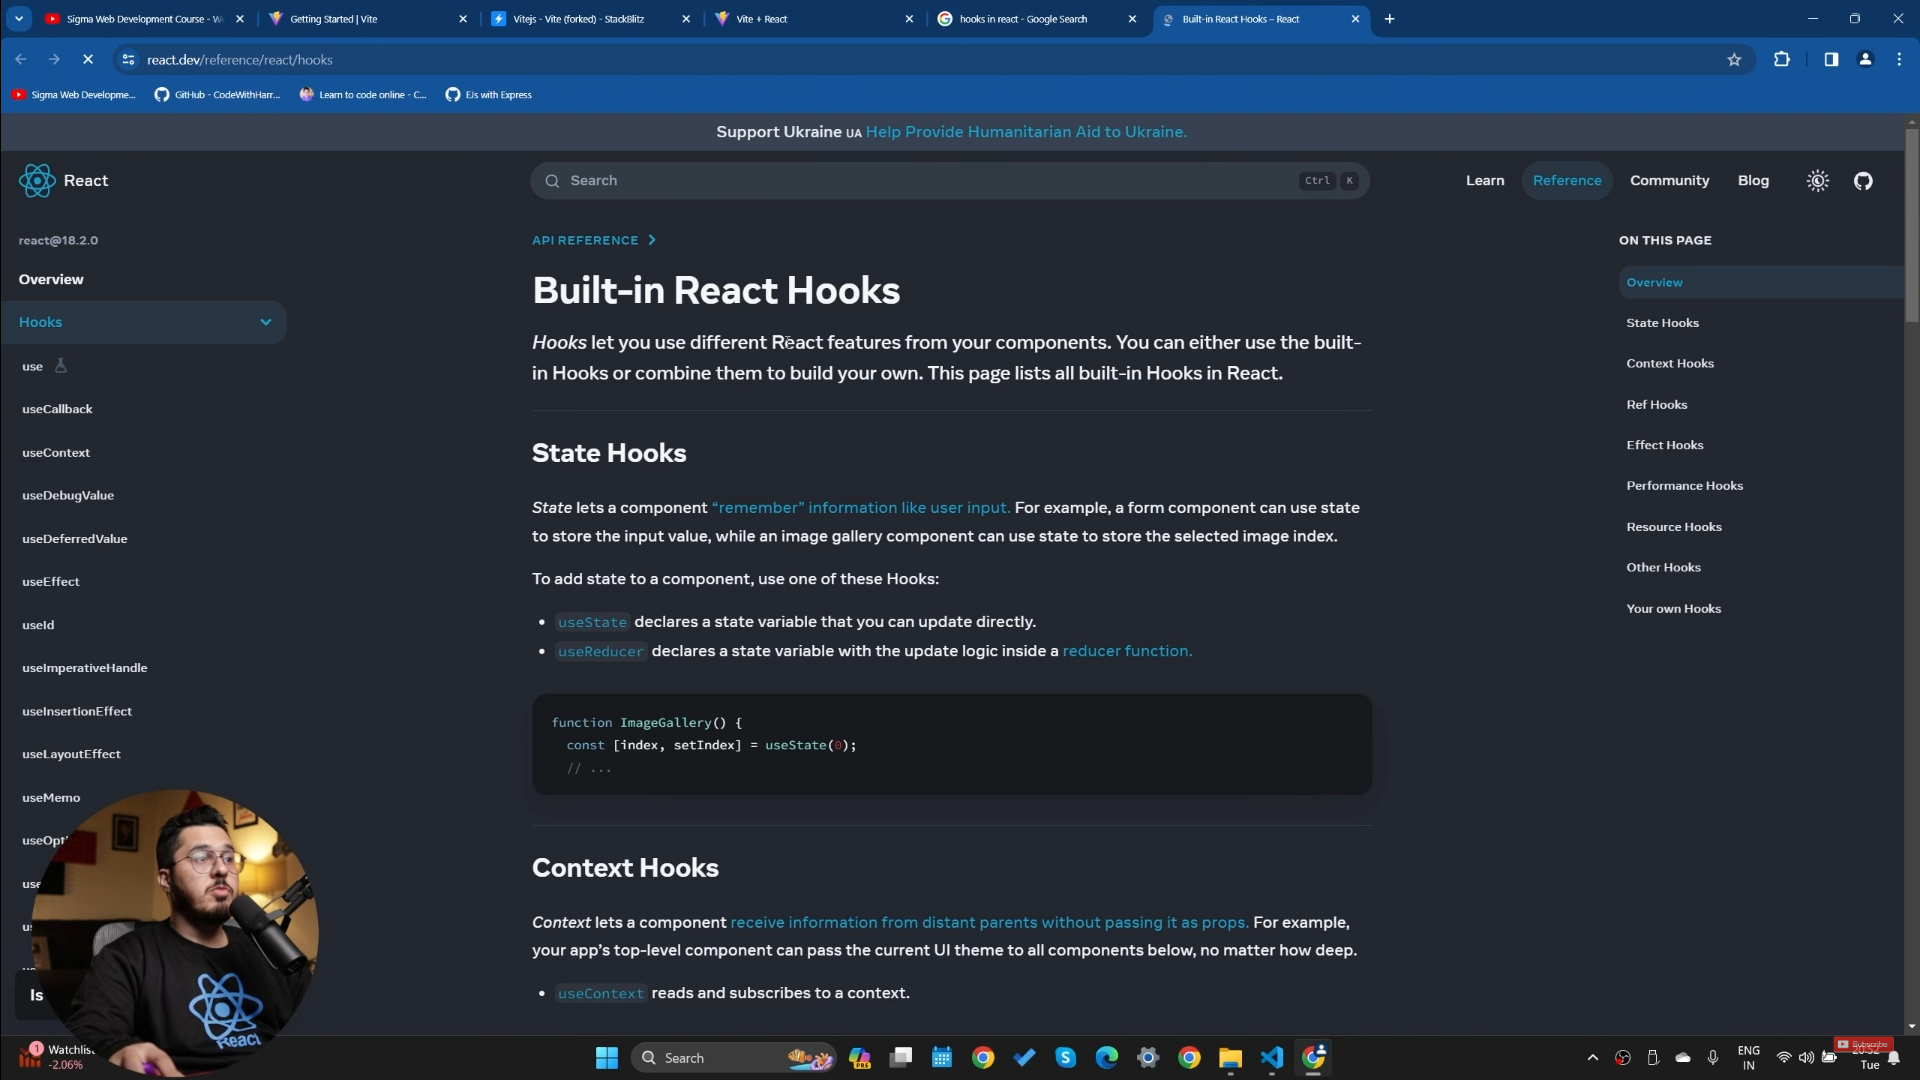 Sigma Web Development Course - W
Getting Started | Vite
Vitejs - Vite (forked) - StackBlitz
Vite + React
hooks in react - Google Search
Built-in React Hooks – React
react.dev/reference/react/hooks
Sigma Web Developme...
GitHub - CodeWithHarr...
Learn to code online - C...
EJs with Express
Support Ukraine UA Help Provide Humanitarian Aid to Ukraine.
React
Search
Ctrl K
Learn
Reference
Community
Blog
react@18.2.0
Overview
Hooks
use
useCallback
useContext
useDebugValue
useDeferredValue
useEffect
useId
useImperativeHandle
useInsertionEffect
useLayoutEffect
useMemo
Is
API REFERENCE
Built-in React Hooks
Hooks let you use different React features from your components. You can either use the built-
in Hooks or combine them to build your own. This page lists all built-in Hooks in React.
State Hooks
State lets a component “remember” information like user input. For example, a form component can use state
to store the input value, while an image gallery component can use state to store the selected image index.
To add state to a component, use one of these Hooks:
• useState declares a state variable that you can update directly.
• useReducer declares a state variable with the update logic inside a reducer function.
function ImageGallery() {
const [index, setIndex] = useState(0);
// ...
Context Hooks
Context lets a component receive information from distant parents without passing it as props. For example,
your app’s top-level component can pass the current UI theme to all components below, no matter how deep.
• useContext reads and subscribes to a context.
ON THIS PAGE
Overview
State Hooks
Context Hooks
Ref Hooks
Effect Hooks
Performance Hooks
Resource Hooks
Other Hooks
Your own Hooks
React
1
Watchlis
-2.06%
Search
PRE
ENG
IN
Subscribe
Tue